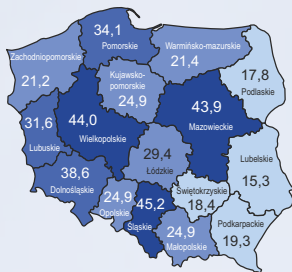 34,1
Pomorskie
Warmińsko-mazurskie
21,4
Zachodniopomorskie
21,2
Kujawsko-
pomorskie
24,9
17,8
Podlaskie
31,6
Lubuskie
44,0
Wielkopolskie
43,9
Mazowieckie
29,4
Łódzkie
38,6
Dolnośląskie
Lubelskie
15,3
24,9
Opolskie
45,2
Śląskie
Świętokrzyskie
18,4
24,9
Małopolskie
Podkarpackie
19,3